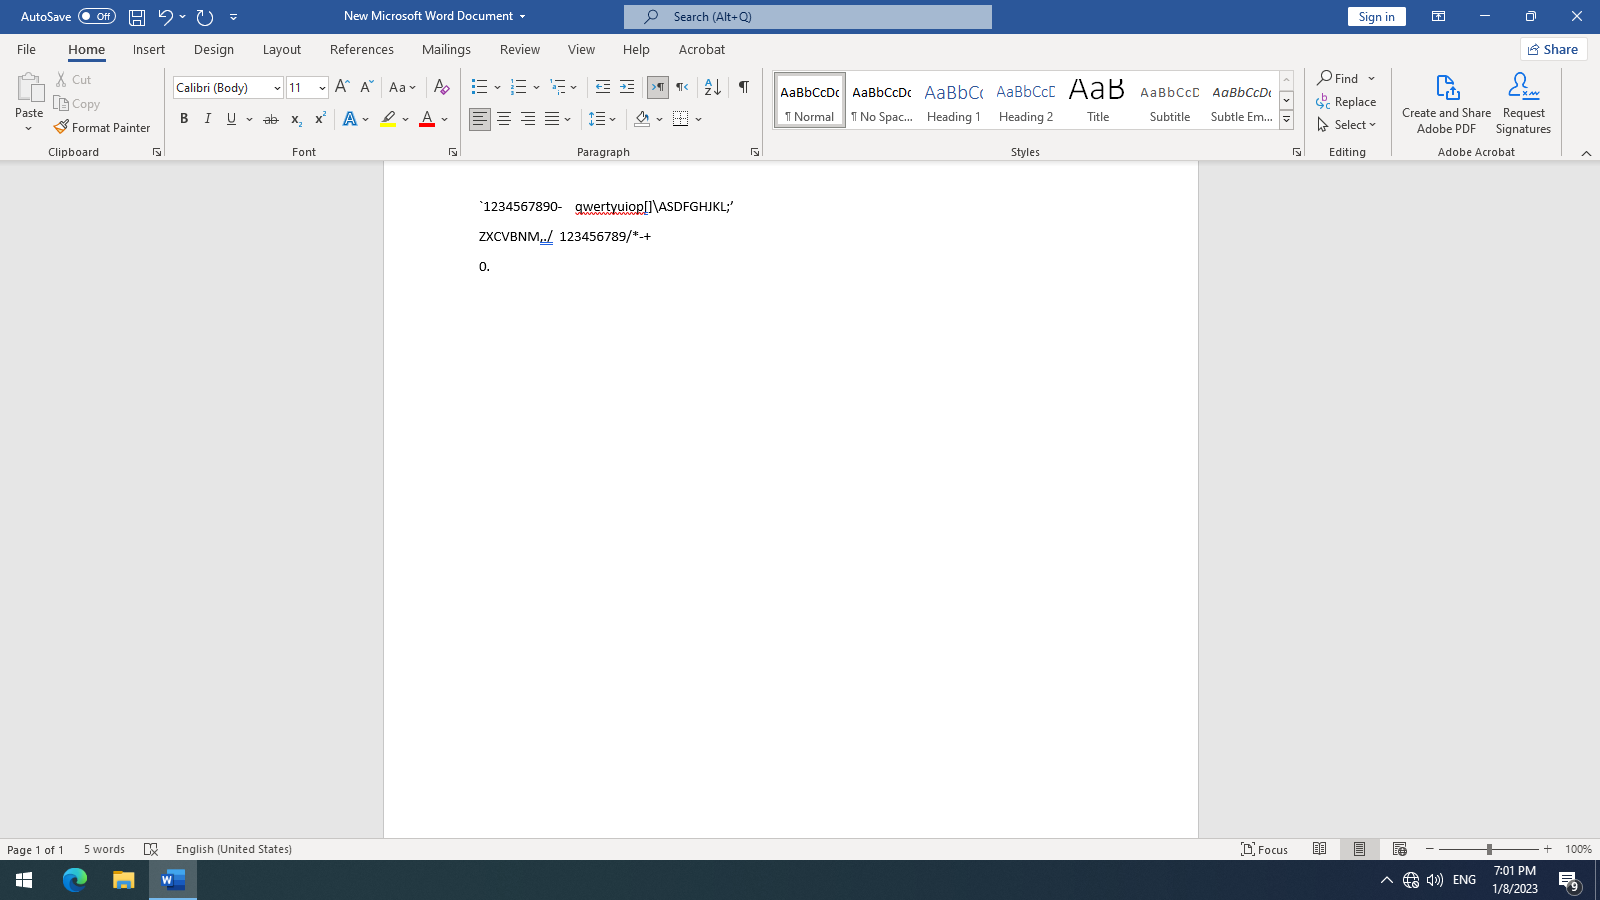 AutoSave Off New Microsoft Word Document Search (Alt+Q) Sign in
File Home Insert Design Layout References Mailings Review View Help Acrobat Share
Paste
Cut
Copy
Format Painter
Clipboard
Calibri (Body) 11
Font
Paragraph
AaBbCcDc ¶ Normal
AaBbCcDc ¶ No Spac...
AaBbCc Heading 1
AaBbCcD Heading 2
AaB Title
AaBbCcD Subtitle
AaBbCcDc Subtle Em...
Styles
Find
Replace
Select
Editing
Create and Share
Adobe PDF
Request
Signatures
Adobe Acrobat
`1234567890- qwertyuiop[]\ASDFGHJKL;’
ZXCVBNM,./ 123456789/*-+
0.
Page 1 of 1 5 words English (United States) Focus 100%
ENG 7:01 PM
1/8/2023
9